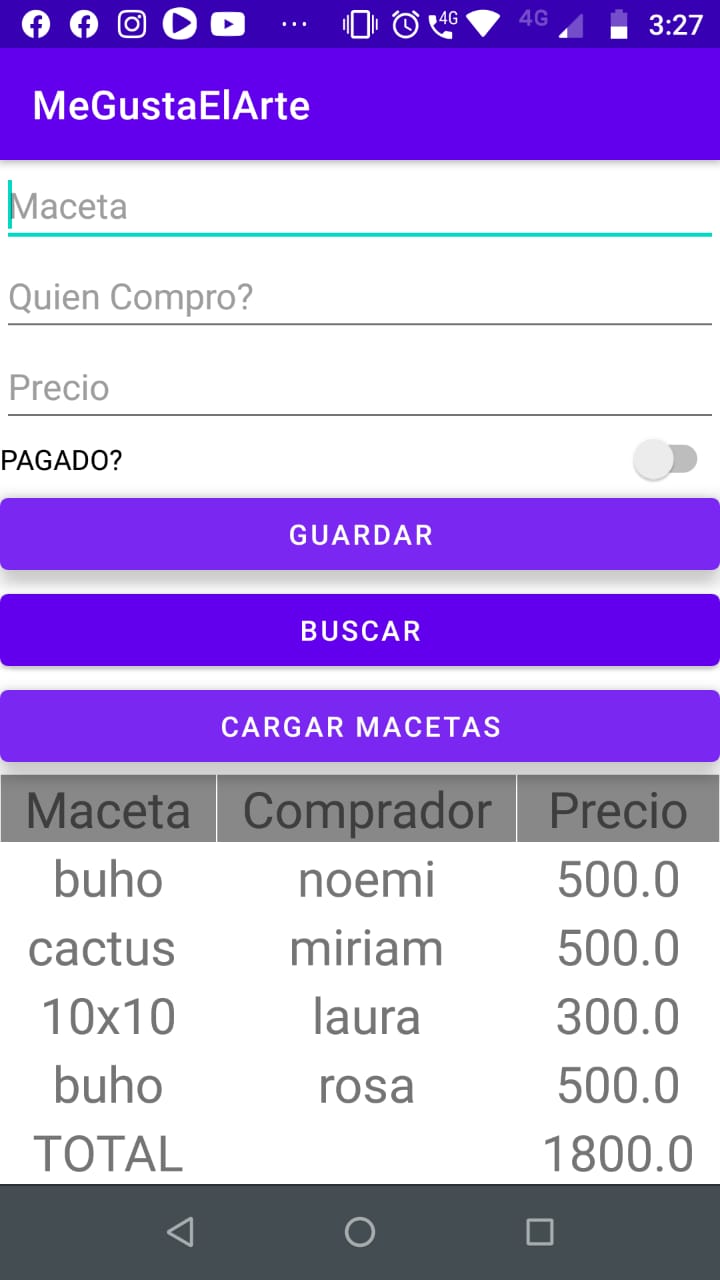 4G 4G 3:27
MeGustaElArte
Maceta
Quien Compro?
Precio
PAGADO?
GUARDAR
BUSCAR
CARGAR MACETAS
Maceta Comprador Precio
buho noemi 500.0
cactus miriam 500.0
10x10 laura 300.0
buho rosa 500.0
TOTAL 1800.0